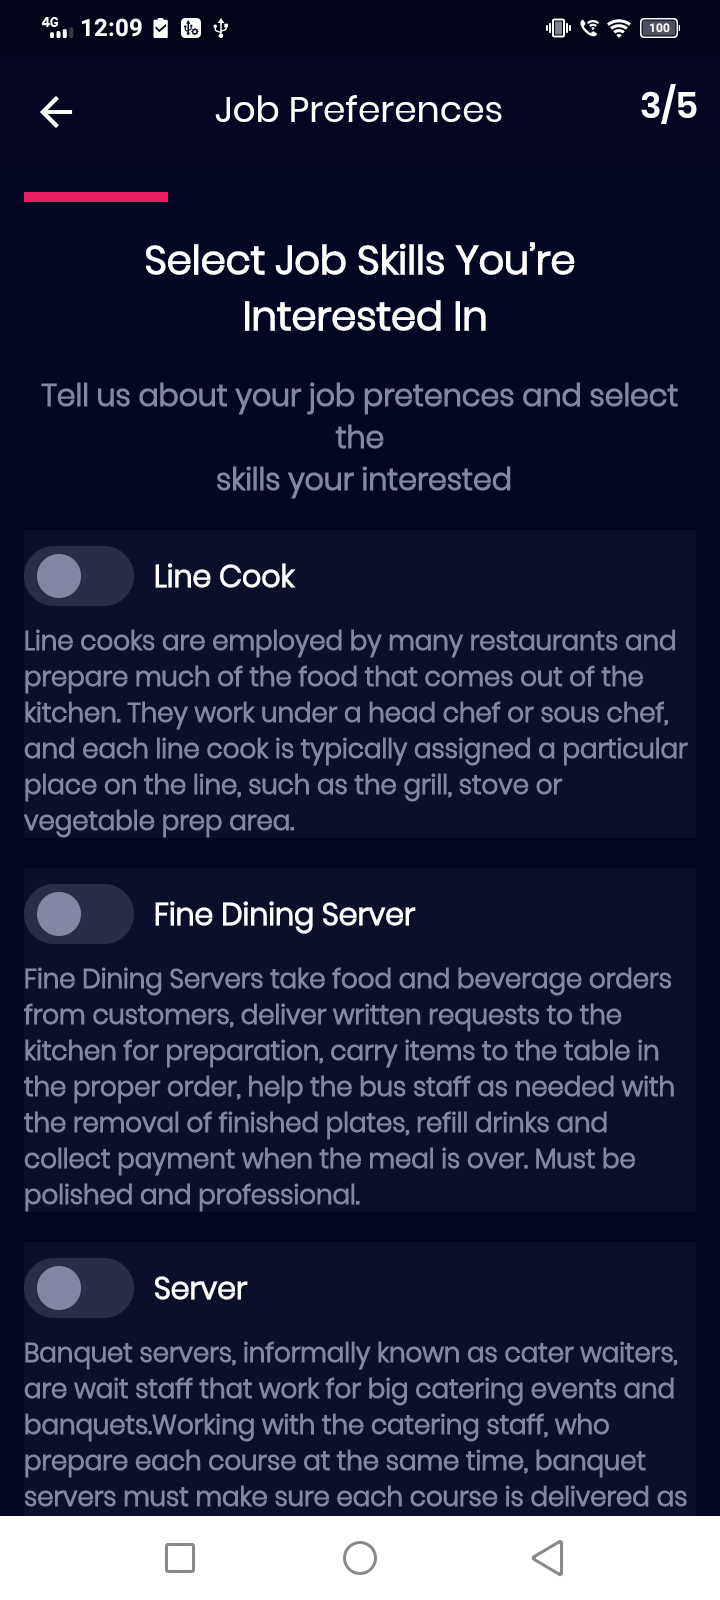 4G 12:09 100
Job Preferences 3/5
Select Job Skills You’re
Interested In
Tell us about your job pretences and select
the
skills your interested
Line Cook
Line cooks are employed by many restaurants and
prepare much of the food that comes out of the
kitchen. They work under a head chef or sous chef,
and each line cook is typically assigned a particular
place on the line, such as the grill, stove or
vegetable prep area.
Fine Dining Server
Fine Dining Servers take food and beverage orders
from customers, deliver written requests to the
kitchen for preparation, carry items to the table in
the proper order, help the bus staff as needed with
the removal of finished plates, refill drinks and
collect payment when the meal is over. Must be
polished and professional.
Server
Banquet servers, informally known as cater waiters,
are wait staff that work for big catering events and
banquets.Working with the catering staff, who
prepare each course at the same time, banquet
servers must make sure each course is delivered as